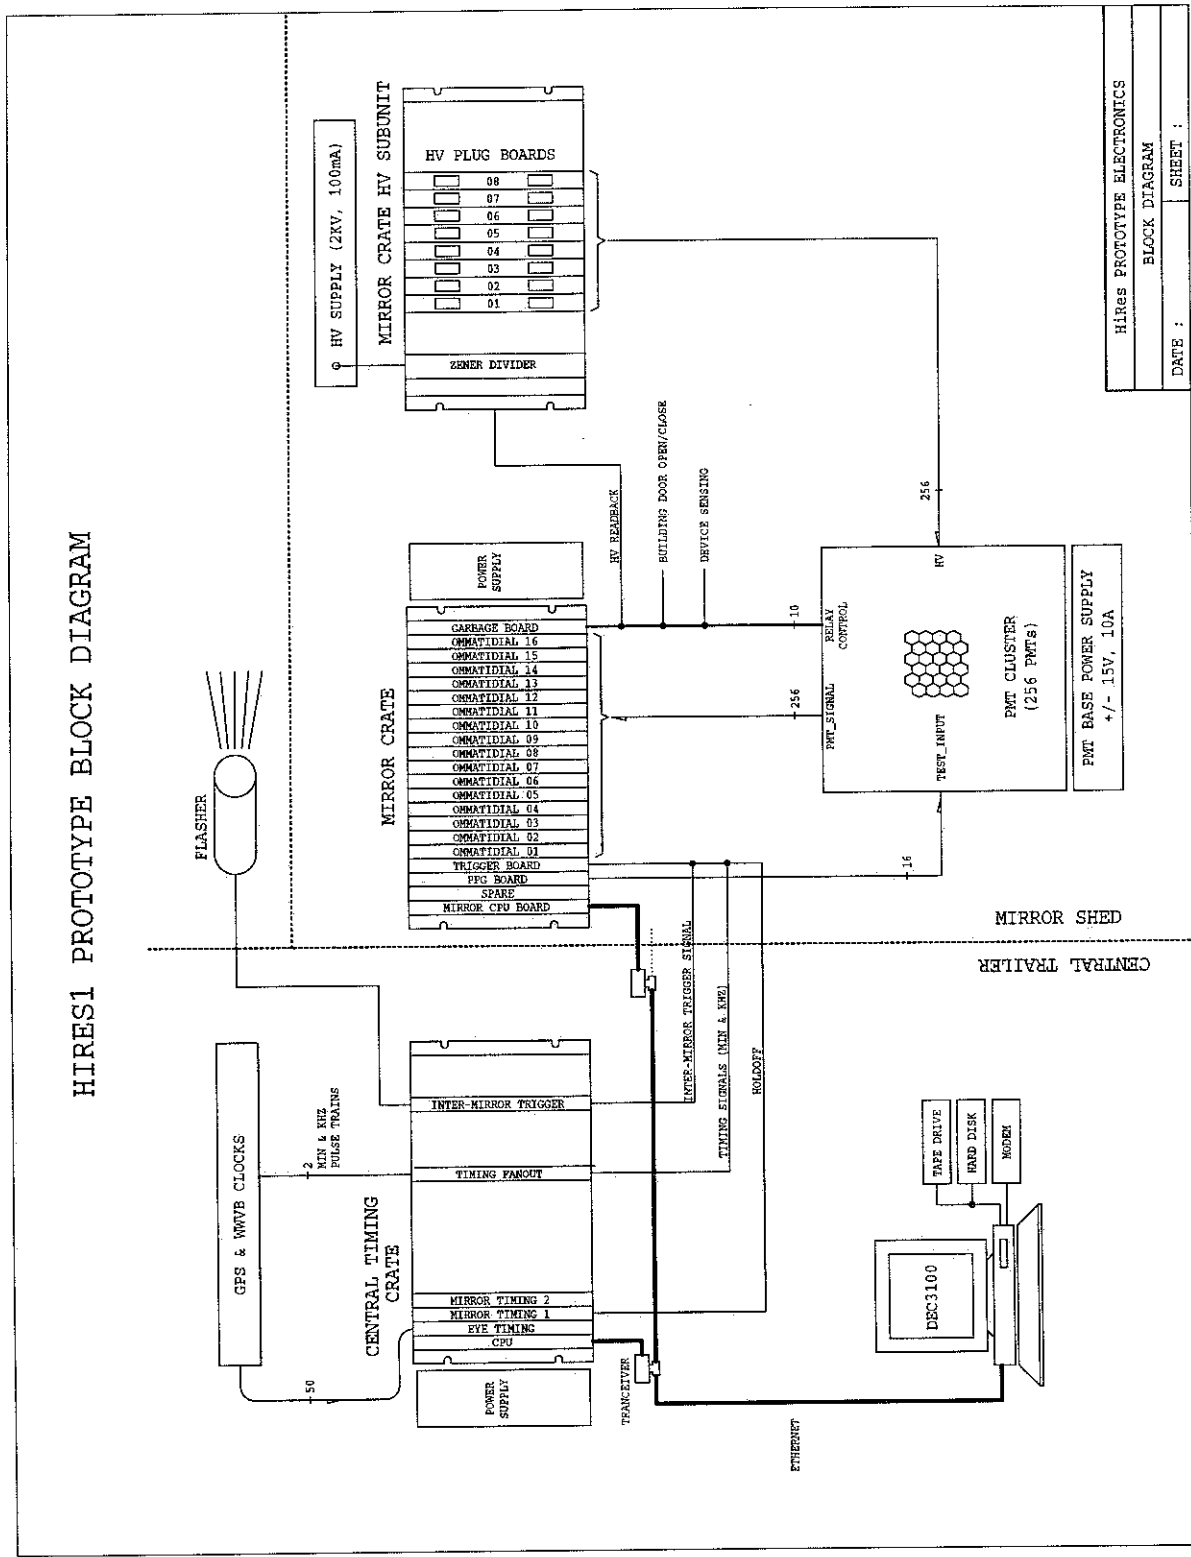 HIRES1 PROTOTYPE BLOCK DIAGRAM
GPS & WWVB CLOCKS
FLASHER
50
2
MIN & KHZ
PULSE TRAINS
CENTRAL TIMING
CRATE
POWER
SUPPLY
CPU
EYE TIMING
MIRROR TIMING 1
MIRROR TIMING 2
TIMING FANOUT
INTER-MIRROR TRIGGER
TRANCEIVER
ETHERNET
INTER-MIRROR TRIGGER SIGNAL
TIMING SIGNALS (MIN & KHZ)
HOLDOFF
DEC3100
TAPE DRIVE
HARD DISK
MODEM
CENTRAL TRAILER
MIRROR SHED
MIRROR CRATE
MIRROR CPU BOARD
SPARE
PPG BOARD
TRIGGER BOARD
OMMATIDIAL 01
OMMATIDIAL 02
OMMATIDIAL 03
OMMATIDIAL 04
OMMATIDIAL 05
OMMATIDIAL 06
OMMATIDIAL 07
OMMATIDIAL 08
OMMATIDIAL 09
OMMATIDIAL 10
OMMATIDIAL 11
OMMATIDIAL 12
OMMATIDIAL 13
OMMATIDIAL 14
OMMATIDIAL 15
OMMATIDIAL 16
GARBAGE BOARD
POWER
SUPPLY
HV READBACK
BUILDING DOOR OPEN/CLOSE
DEVICE SENSING
16
256
10
256
TEST_INPUT
PMT_SIGNAL
RELAY
CONTROL
HV
PMT CLUSTER
(256 PMTs)
PMT BASE POWER SUPPLY
+/- 15V, 10A
HV SUPPLY (2KV, 100mA)
MIRROR CRATE HV SUBUNIT
ZENER DIVIDER
HV PLUG BOARDS
01
02
03
04
05
06
07
08
HiRes PROTOTYPE ELECTRONICS
BLOCK DIAGRAM
DATE :
SHEET :